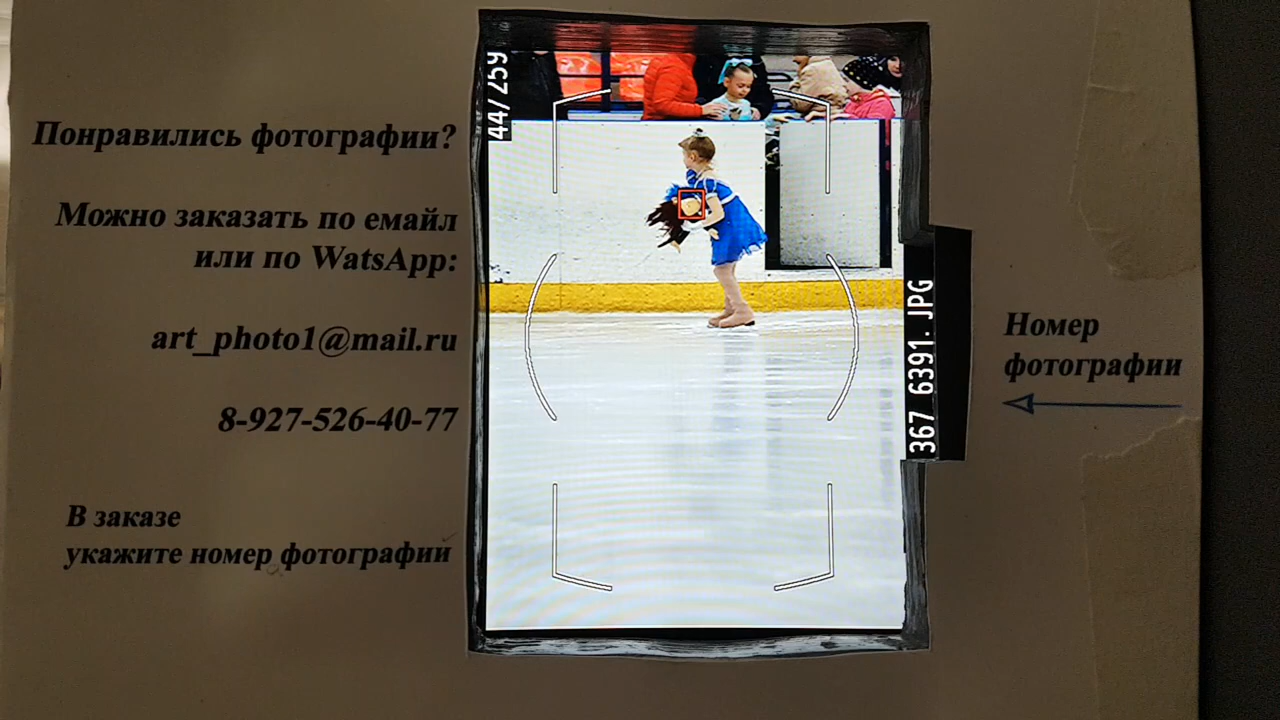 Понравились фотографии?
Можно заказать по емайл
или по WatsApp:
art_photo1@mail.ru
8-927-526-40-77
В заказе
укажите номер фотографии
44/259
367 6391.JPG
Номер
фотографии